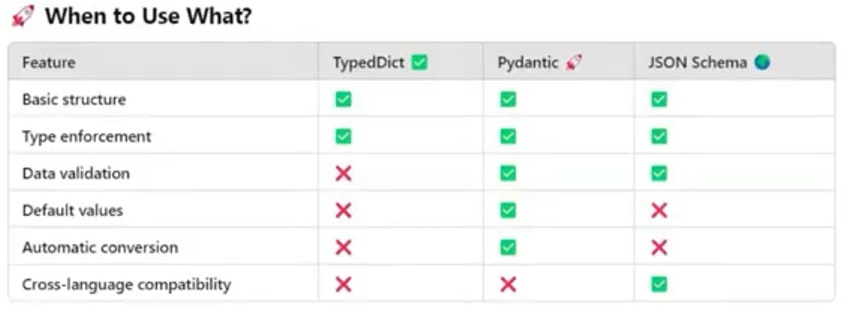 🚀 When to Use What?
Feature TypedDict ✅ Pydantic 🚀 JSON Schema 🌍
Basic structure ✅ ✅ ✅
Type enforcement ✅ ✅ ✅
Data validation ❌ ✅ ✅
Default values ❌ ✅ ❌
Automatic conversion ❌ ✅ ❌
Cross-language compatibility ❌ ❌ ✅